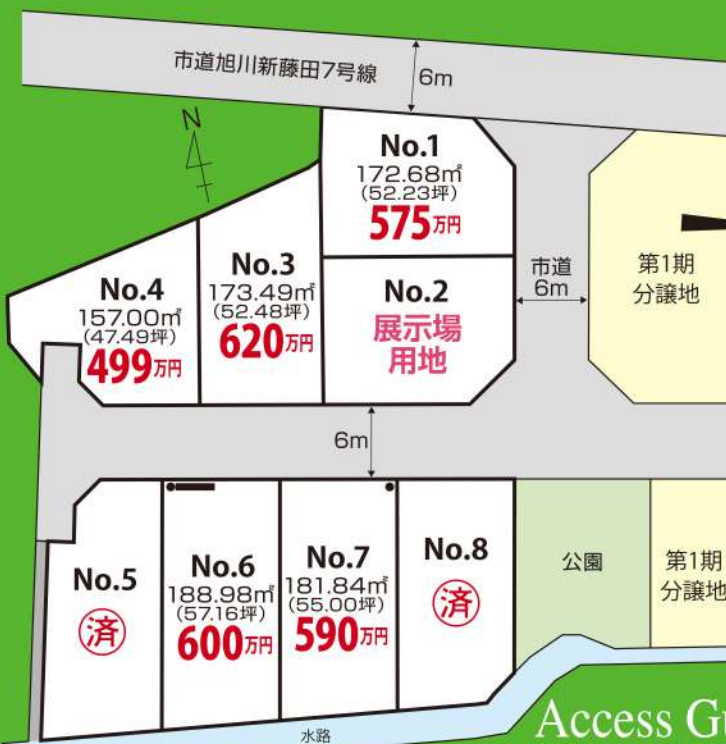 市道旭川新藤田7号線
6m
N
No.1
172.68㎡
(52.23坪)
575万円
No.2
展示場
用地
市道
6m
第1期
分譲地
No.3
173.49㎡
(52.48坪)
620万円
No.4
157.00㎡
(47.49坪)
499万円
6m
No.5
済
No.6
188.98㎡
(57.16坪)
600万円
No.7
181.84㎡
(55.00坪)
590万円
No.8
済
公園
第1期
分譲地
水路
Access